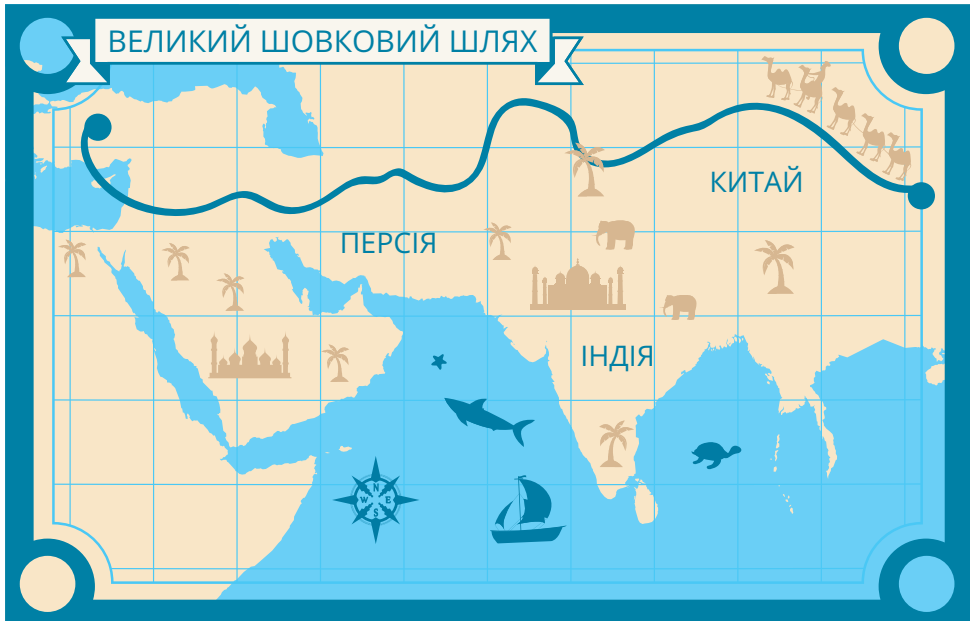 ВЕЛИКИЙ ШОВКОВИЙ ШЛЯХ
КИТАЙ
ПЕРСІЯ
ІНДІЯ
N
W E
S